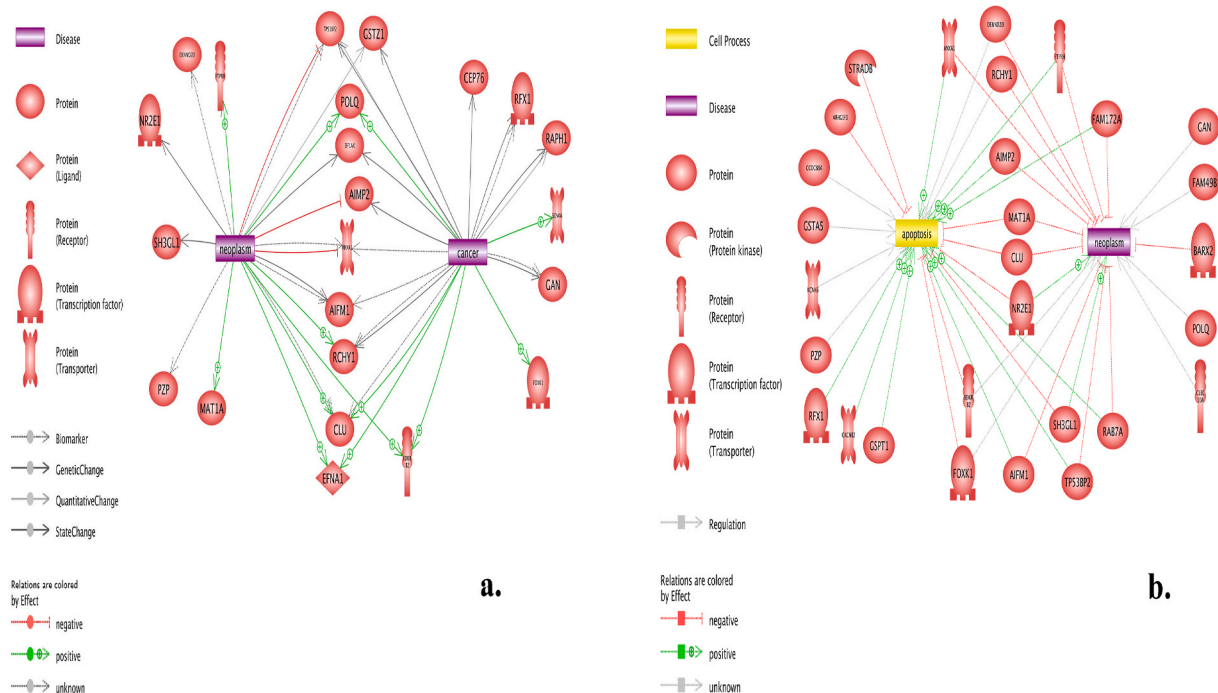 Disease
Protein
Protein
(Ligand)
Protein
(Receptor)
Protein
(Transcription factor)
Protein
(Transporter)
Biomarker
GeneticChange
QuantitativeChange
StateChange
Relations are colored
by Effect
negative
positive
unknown
NR2E1
TP53BP2
GSTZ1
CEP76
RFX1
RAPH1
POLQ
AIMP2
SH3GL1
neoplasm
cancer
GAN
AIFM1
RCHY1
PZP
MAT1A
CLU
EFNA1
FOXK1
a.
Cell Process
Disease
Protein
Protein
(Protein kinase)
Protein
(Receptor)
Protein
(Transcription factor)
Protein
(Transporter)
Regulation
Relations are colored
by Effect
negative
positive
unknown
STRADB
RCHY1
FAM172A
GAN
AIMP2
FAM49B
GSTA5
MAT1A
apoptosis
neoplasm
BARX2
CLU
NR2E1
POLQ
PZP
RFX1
GSPT1
SH3GL1
RAB7A
FOXK1
AIFM1
TP53BP2
b.